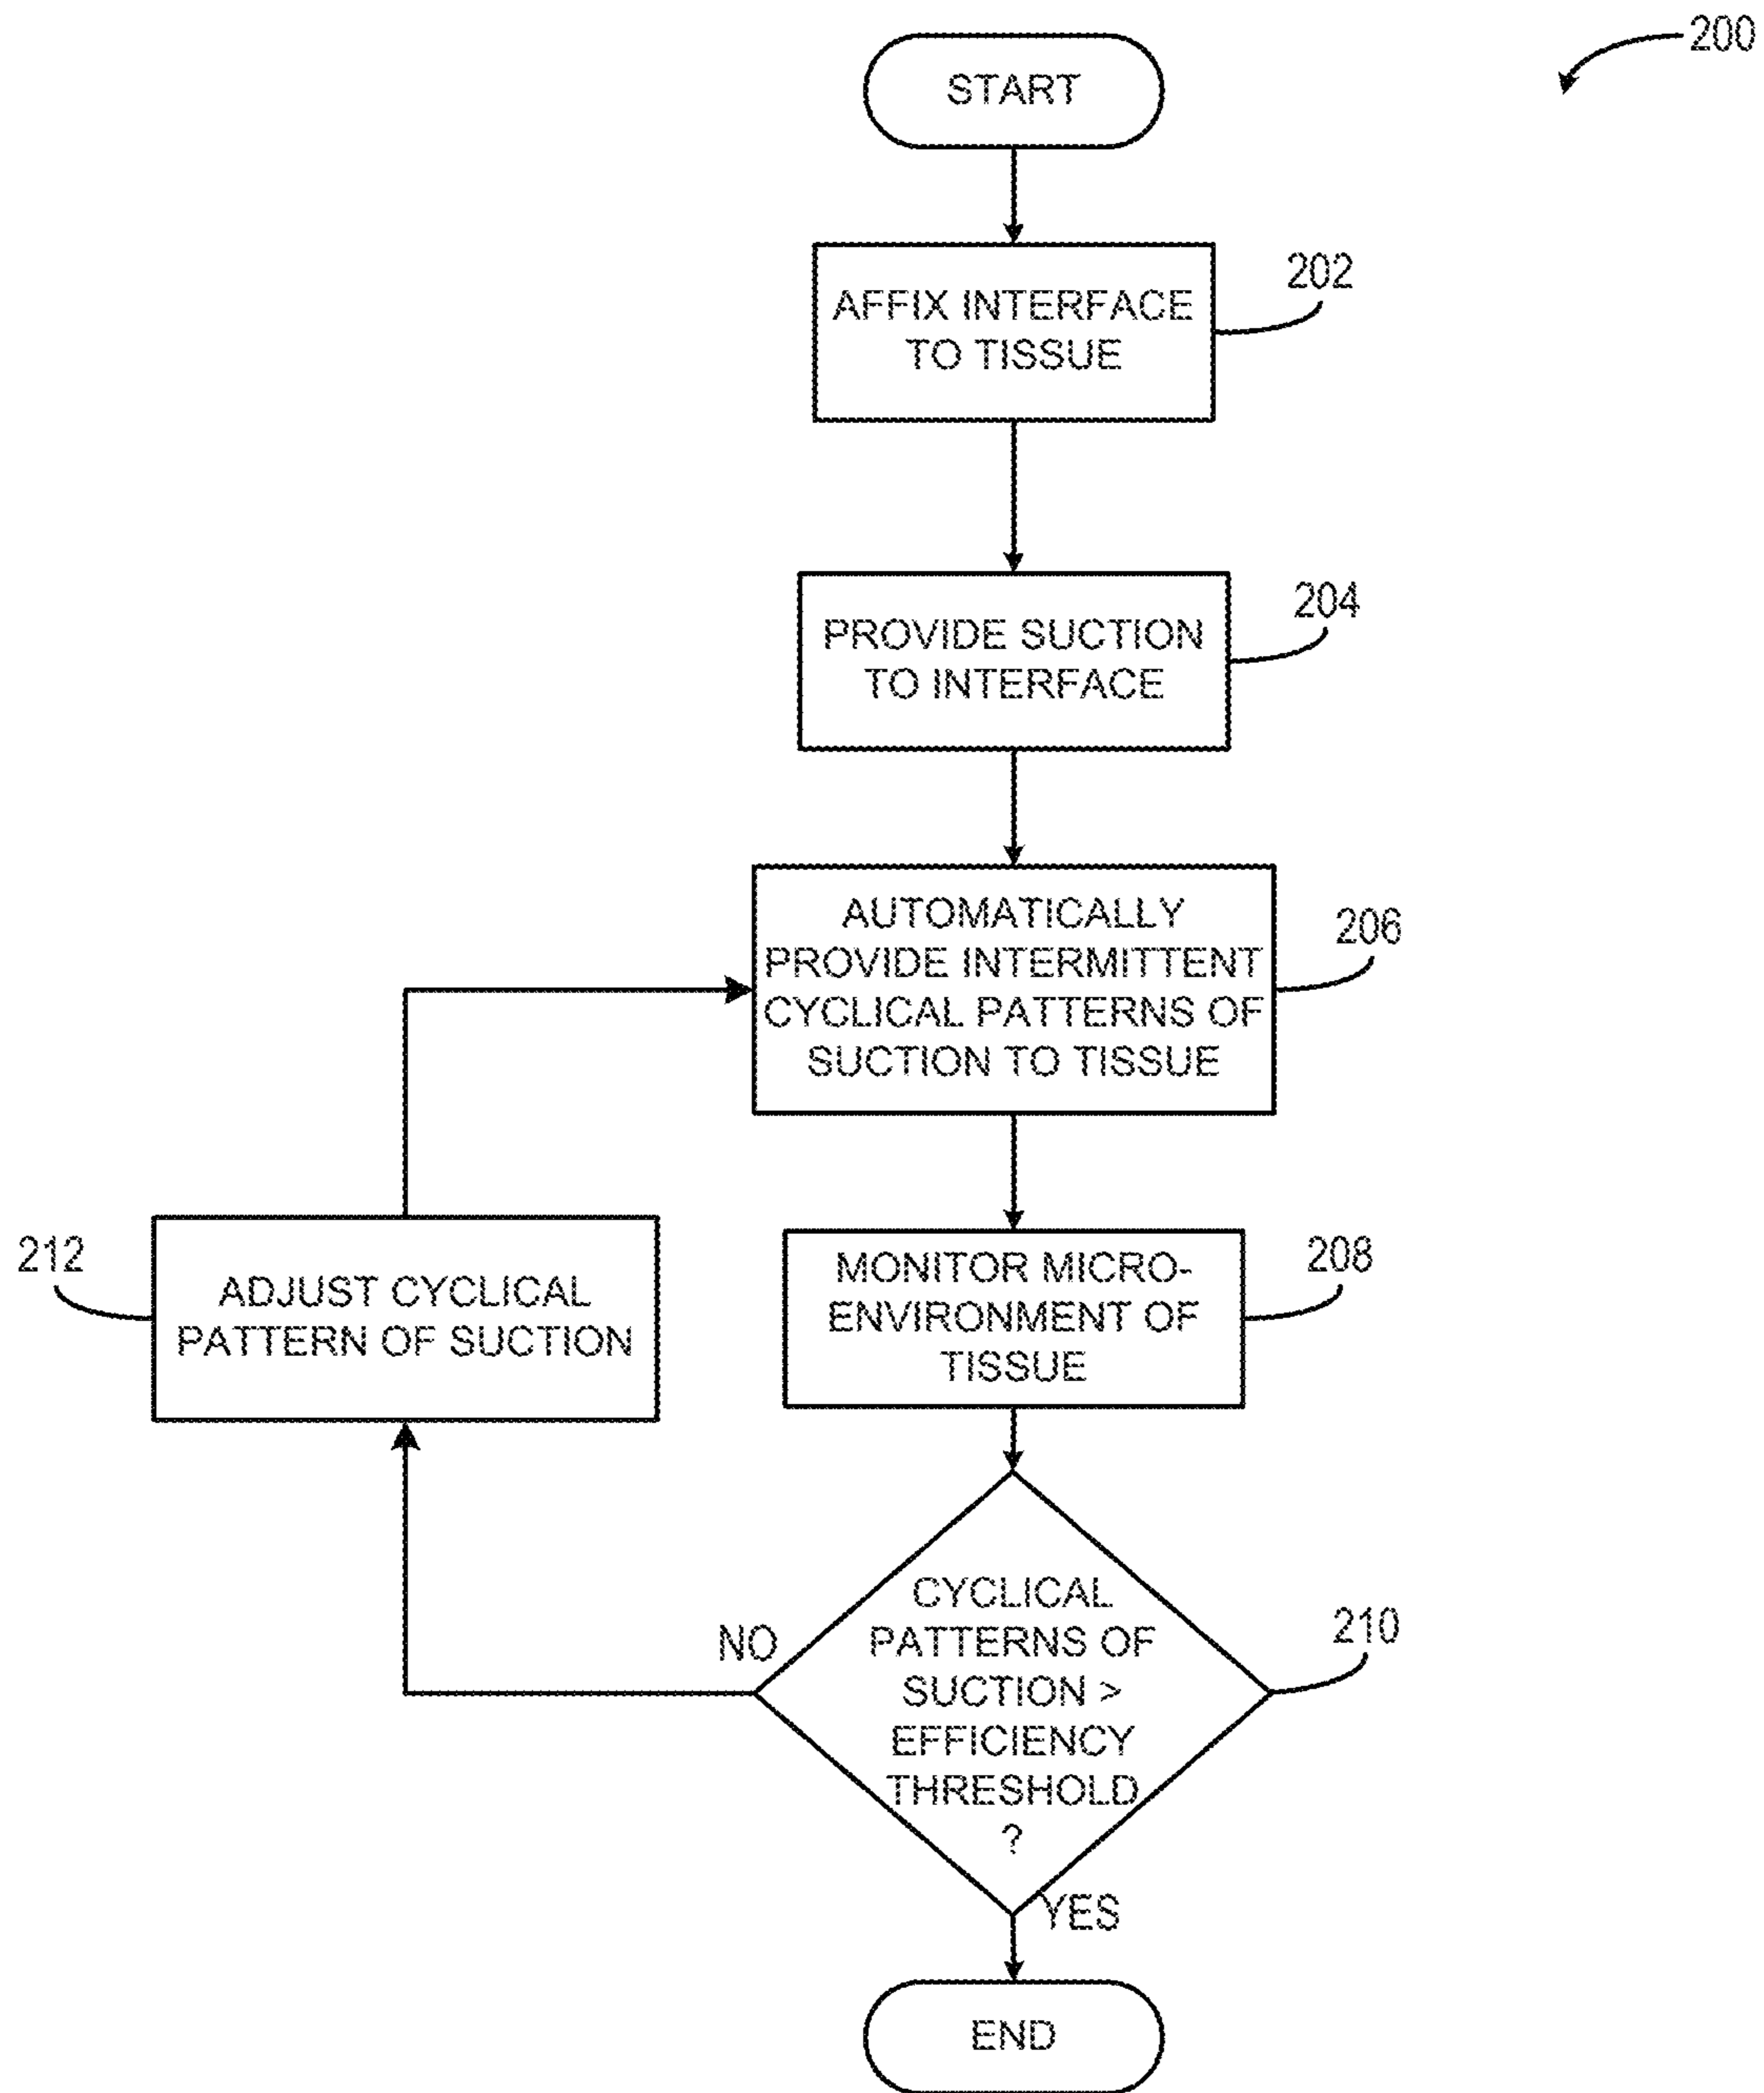 200
START
AFFIX INTERFACE
TO TISSUE
202
PROVIDE SUCTION
TO INTERFACE
204
AUTOMATICALLY
PROVIDE INTERMITTENT
CYCLICAL PATTERNS OF
SUCTION TO TISSUE
206
MONITOR MICRO-
ENVIRONMENT OF
TISSUE
208
212
ADJUST CYCLICAL
PATTERN OF SUCTION
CYCLICAL
PATTERNS OF
SUCTION >
EFFICIENCY
THRESHOLD
?
210
NO
YES
END